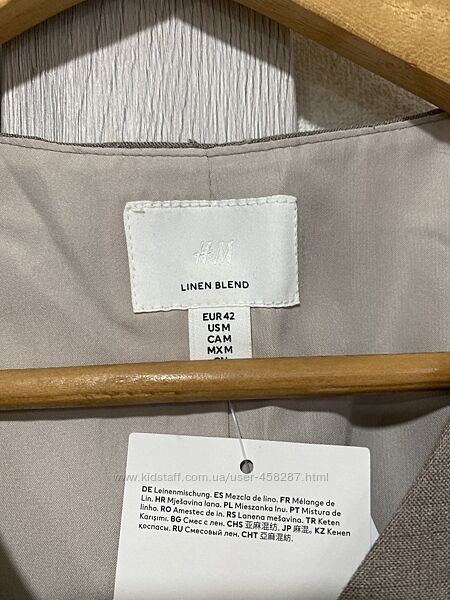 H&M
LINEN BLEND
EUR 42
US M
CA M
MX M
www.kidstaff.com.ua/user-458287.html
DE Leinenmischung. ES Mezcla de lino. FR Mélange de
Lin. HR Mješavina lana. PL Mieszanka lnu. PT Mistura de
linho. RO Amestec de in. RS Lanena mešavina. TR Keten
Karışımı. BG Смес с лен. CHS 亚麻混纺. JP 麻混。KZ Кенеп
қоспасы. RU Смесовый лен. CHT 亞麻混紡.